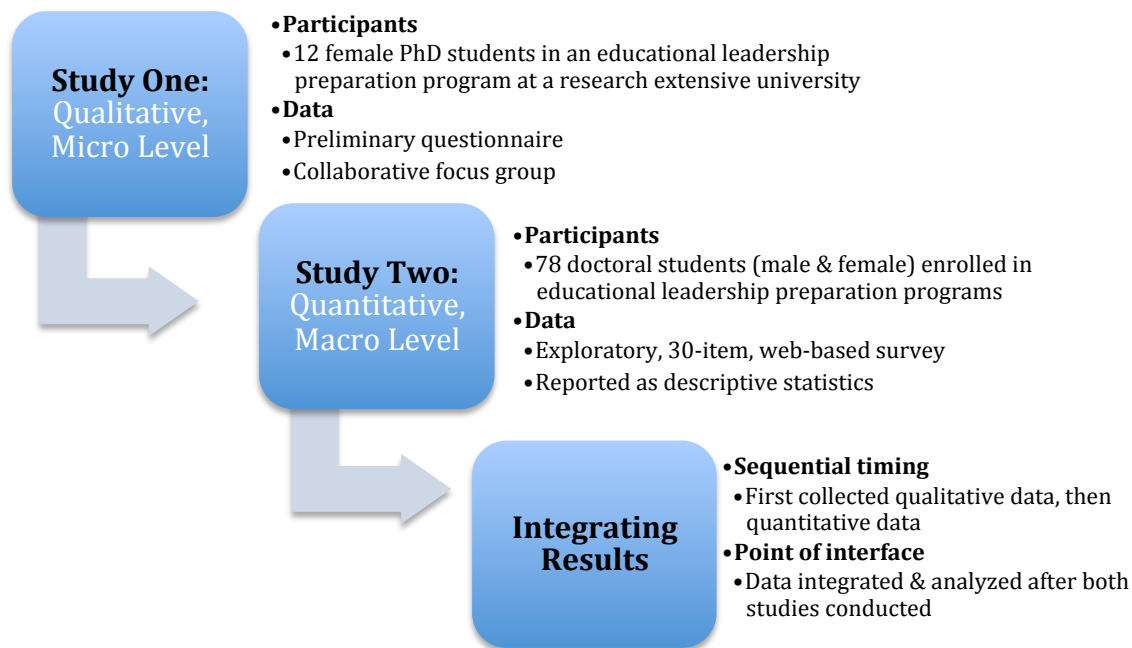 Study One:
Qualitative,
Micro Level
•Participants
•12 female PhD students in an educational leadership
preparation program at a research extensive university
•Data
•Preliminary questionnaire
•Collaborative focus group
Study Two:
Quantitative,
Macro Level
•Participants
•78 doctoral students (male & female) enrolled in
educational leadership preparation programs
•Data
•Exploratory, 30-item, web-based survey
•Reported as descriptive statistics
Integrating
Results
•Sequential timing
•First collected qualitative data, then
quantitative data
•Point of interface
•Data integrated & analyzed after both
studies conducted